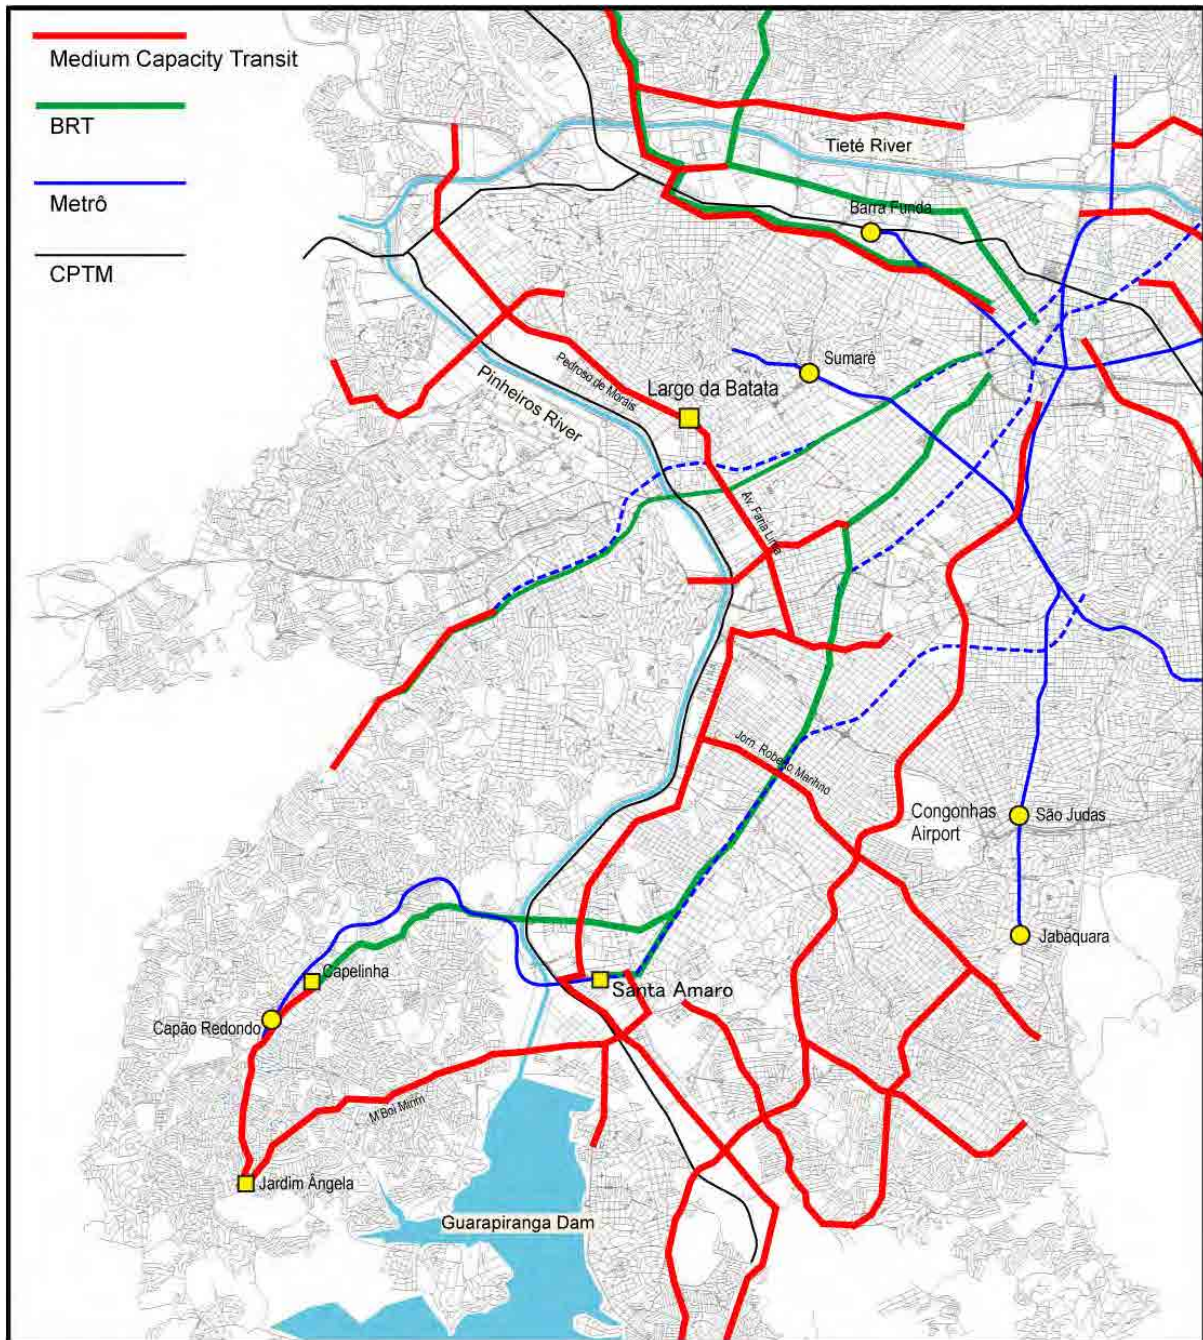 Medium Capacity Transit
BRT
Metrô
CPTM
Tieté River
Barra Funda
Sumaré
Pedroso de Morais
Largo da Batata
Pinheiros River
Av. Faria Lima
Jorn. Roberto Marihno
Congonhas
Airport
São Judas
Jabaquara
Capelinha
Santa Amaro
Capão Redondo
M'Boi Mirim
Jardim Ângela
Guarapiranga Dam